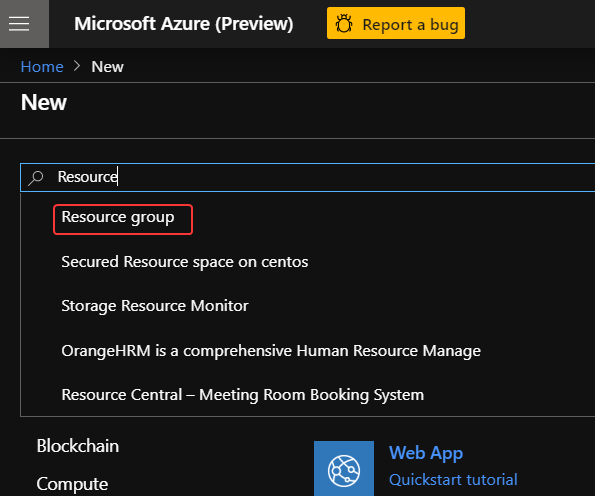 Microsoft Azure (Preview)
Report a bug
Home > New
New
Resource
Resource group
Secured Resource space on centos
Storage Resource Monitor
OrangeHRM is a comprehensive Human Resource Manage
Resource Central – Meeting Room Booking System
Blockchain
Web App
Compute
Quickstart tutorial